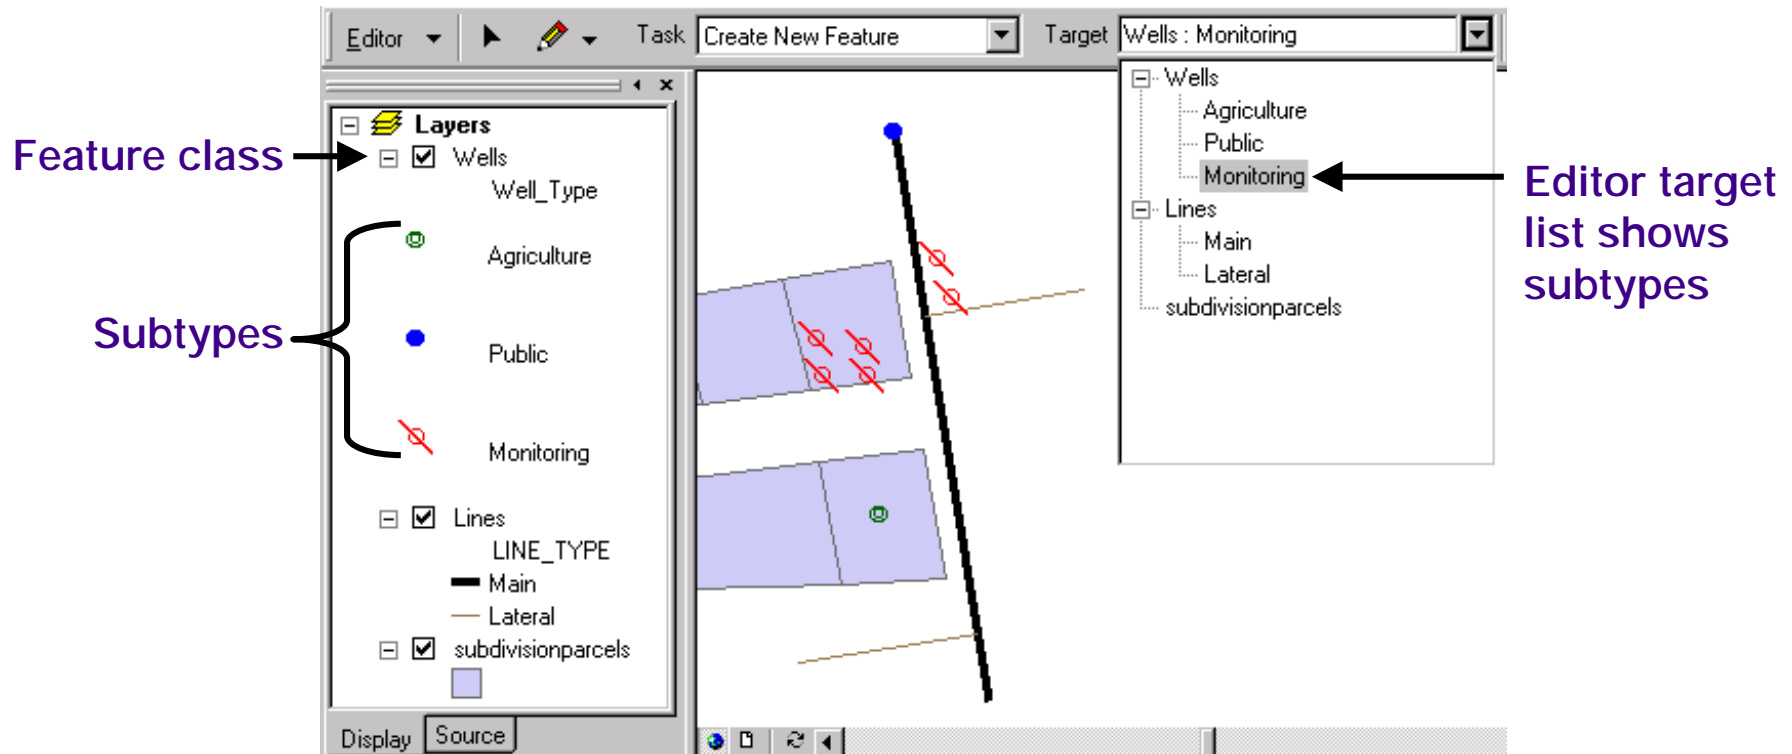 Editor
Task
Create New Feature
Target
Wells : Monitoring
Feature class
Layers
Wells
Well_Type
Agriculture
Public
Monitoring
Subtypes
Lines
LINE_TYPE
Main
Lateral
subdivisionparcels
Display
Source
Wells
Agriculture
Public
Monitoring
Lines
Main
Lateral
subdivisionparcels
Editor target
list shows
subtypes